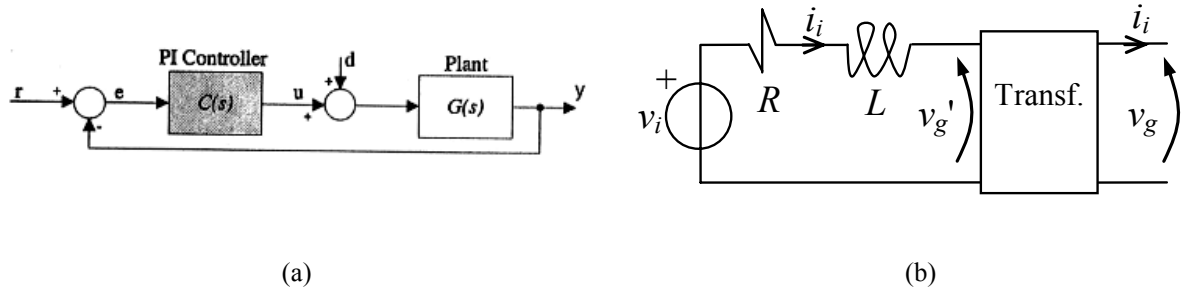 PI Controller
d
Plant
r
+
e
C(s)
u
+
+
G(s)
y
-
(a)
i_i
i_i
+
v_i
R
L
v_g'
Transf.
v_g
(b)